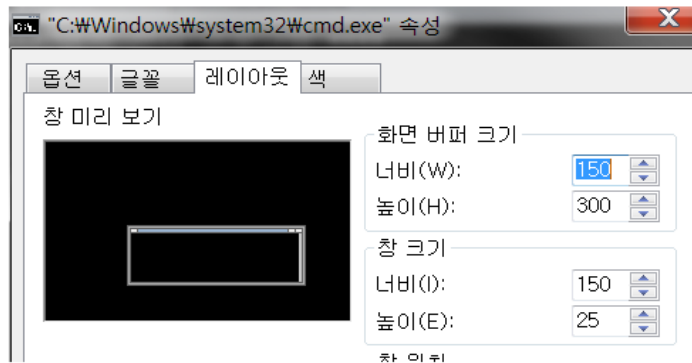 "C:₩Windows₩system32₩cmd.exe" 속성
옵션 글꼴 레이아웃 색
창 미리 보기
화면 버퍼 크기
너비(W): 150
높이(H): 300
창 크기
너비(I): 150
높이(E): 25